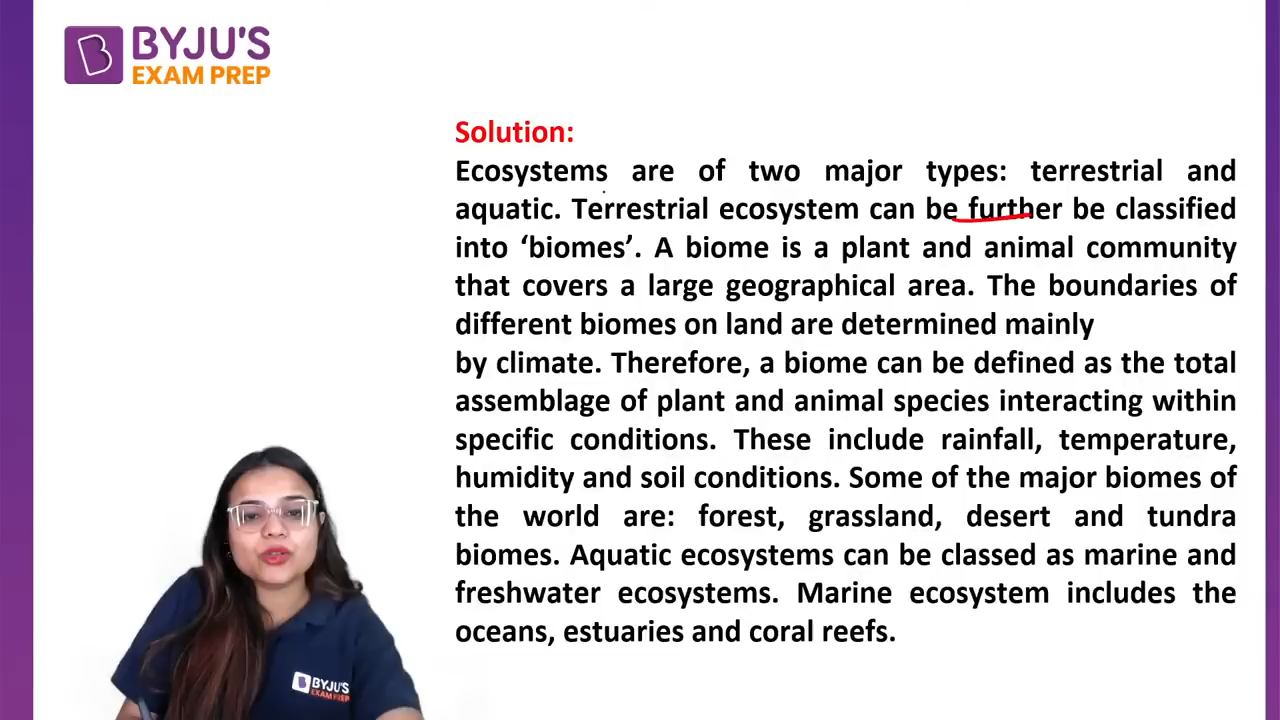 BYJU'S
EXAM PREP
Solution:
Ecosystems are of two major types: terrestrial and
aquatic. Terrestrial ecosystem can be further be classified
into ‘biomes’. A biome is a plant and animal community
that covers a large geographical area. The boundaries of
different biomes on land are determined mainly
by climate. Therefore, a biome can be defined as the total
assemblage of plant and animal species interacting within
specific conditions. These include rainfall, temperature,
humidity and soil conditions. Some of the major biomes of
the world are: forest, grassland, desert and tundra
biomes. Aquatic ecosystems can be classed as marine and
freshwater ecosystems. Marine ecosystem includes the
oceans, estuaries and coral reefs.
BYJU'S
EXAM PREP